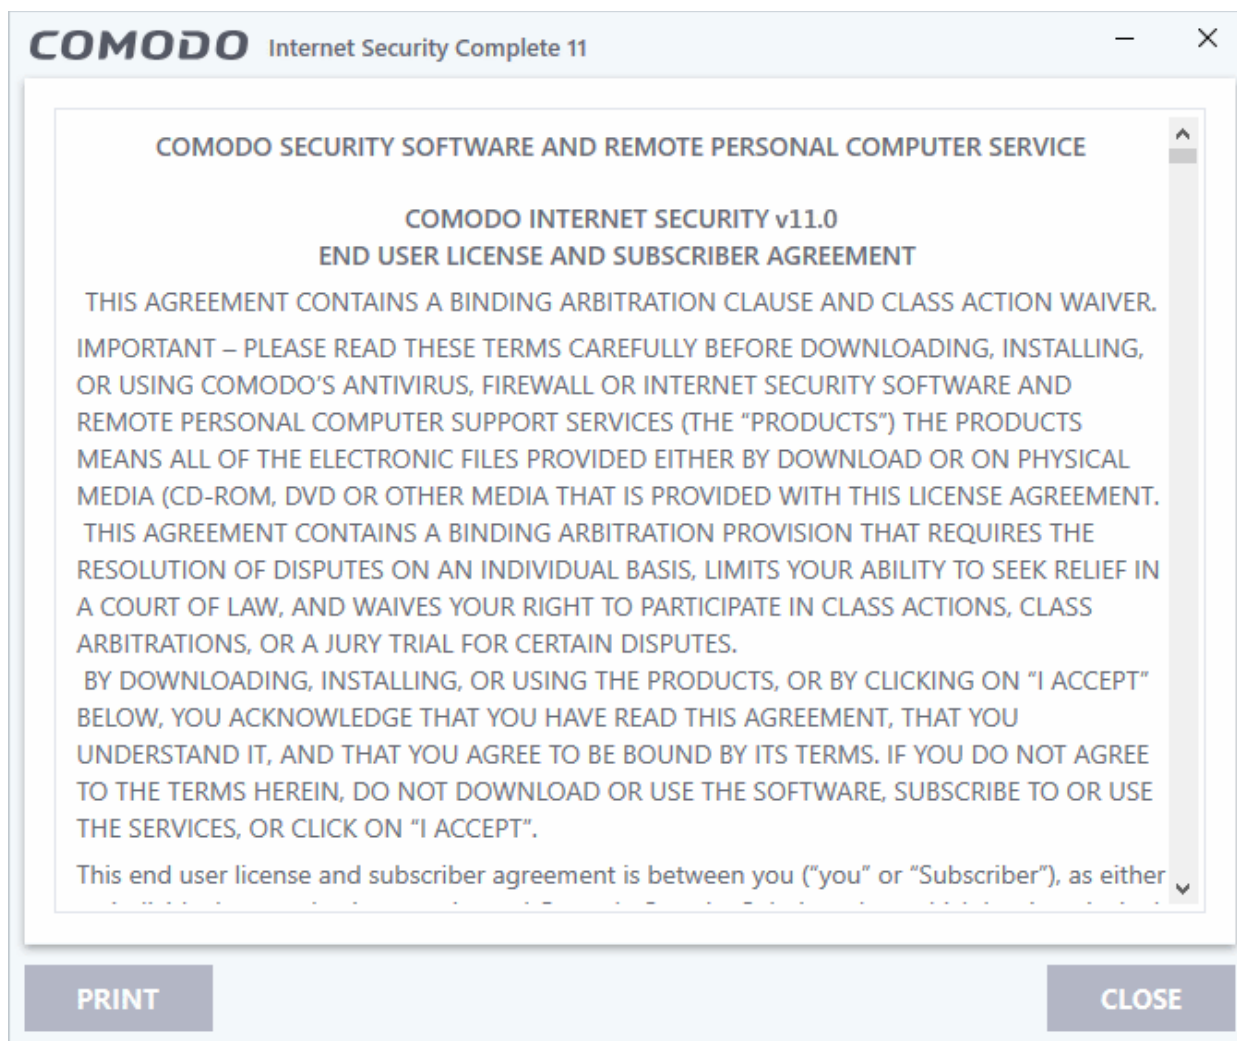 COMODO Internet Security Complete 11
COMODO SECURITY SOFTWARE AND REMOTE PERSONAL COMPUTER SERVICE
COMODO INTERNET SECURITY v11.0
END USER LICENSE AND SUBSCRIBER AGREEMENT
THIS AGREEMENT CONTAINS A BINDING ARBITRATION CLAUSE AND CLASS ACTION WAIVER.
IMPORTANT – PLEASE READ THESE TERMS CAREFULLY BEFORE DOWNLOADING, INSTALLING,
OR USING COMODO’S ANTIVIRUS, FIREWALL OR INTERNET SECURITY SOFTWARE AND
REMOTE PERSONAL COMPUTER SUPPORT SERVICES (THE “PRODUCTS”) THE PRODUCTS
MEANS ALL OF THE ELECTRONIC FILES PROVIDED EITHER BY DOWNLOAD OR ON PHYSICAL
MEDIA (CD-ROM, DVD OR OTHER MEDIA THAT IS PROVIDED WITH THIS LICENSE AGREEMENT.
THIS AGREEMENT CONTAINS A BINDING ARBITRATION PROVISION THAT REQUIRES THE
RESOLUTION OF DISPUTES ON AN INDIVIDUAL BASIS, LIMITS YOUR ABILITY TO SEEK RELIEF IN
A COURT OF LAW, AND WAIVES YOUR RIGHT TO PARTICIPATE IN CLASS ACTIONS, CLASS
ARBITRATIONS, OR A JURY TRIAL FOR CERTAIN DISPUTES.
BY DOWNLOADING, INSTALLING, OR USING THE PRODUCTS, OR BY CLICKING ON “I ACCEPT”
BELOW, YOU ACKNOWLEDGE THAT YOU HAVE READ THIS AGREEMENT, THAT YOU
UNDERSTAND IT, AND THAT YOU AGREE TO BE BOUND BY ITS TERMS. IF YOU DO NOT AGREE
TO THE TERMS HEREIN, DO NOT DOWNLOAD OR USE THE SOFTWARE, SUBSCRIBE TO OR USE
THE SERVICES, OR CLICK ON “I ACCEPT”.
This end user license and subscriber agreement is between you (“you” or “Subscriber”), as either
PRINT
CLOSE